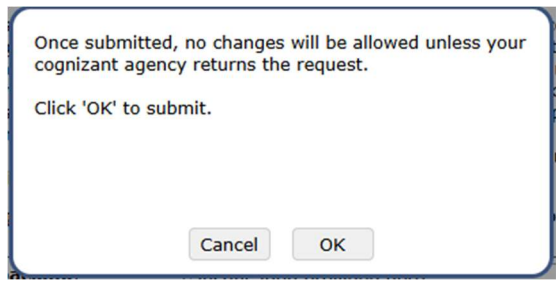 Once submitted, no changes will be allowed unless your
cognizant agency returns the request.
Click 'OK' to submit.
Cancel OK